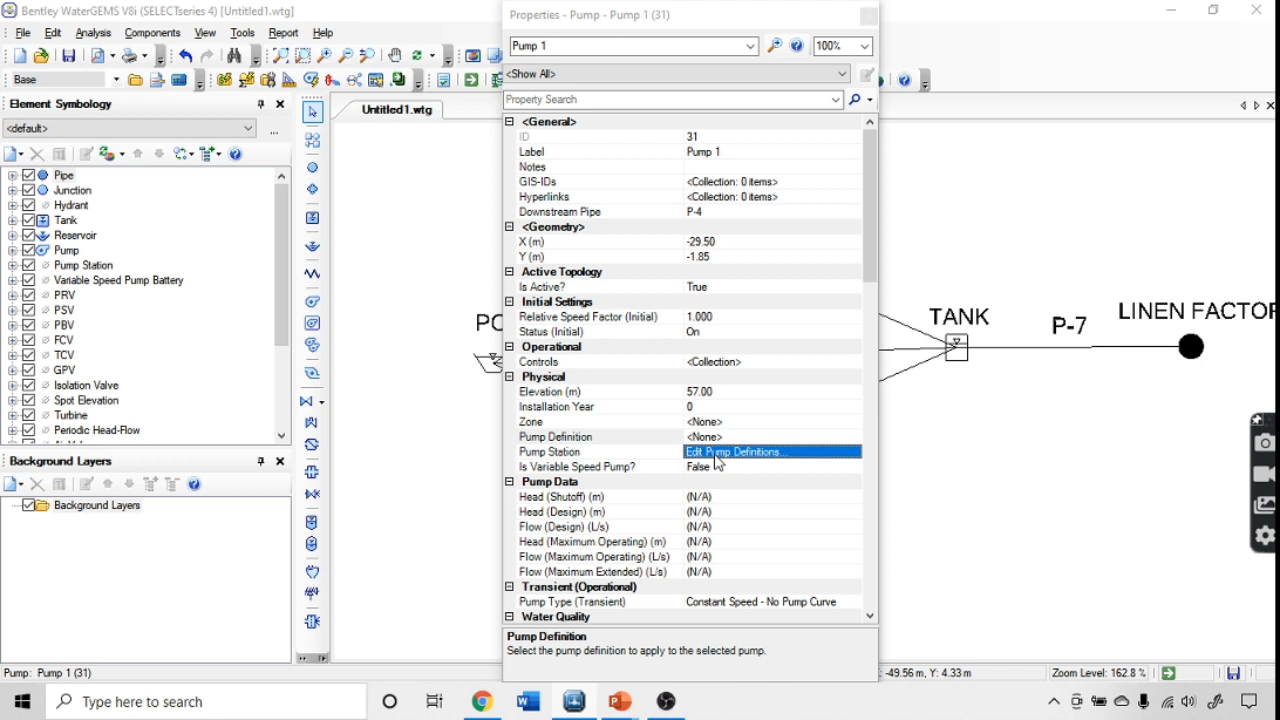 Bentley WaterGEMS V8i (SELECTseries 4) [Untitled1.wtg]
File Edit Analysis Components View Tools Report Help
Base
Element Symbology
<default>
...
Pipe
Junction
Hydrant
Tank
Reservoir
Pump
Pump Station
Variable Speed Pump Battery
PRV
PSV
PBV
FCV
TCV
GPV
Isolation Valve
Spot Elevation
Turbine
Periodic Head-Flow
Background Layers
Background Layers
Untitled1.wtg
Properties - Pump - Pump 1 (31)
Pump 1
100%
<Show All>
Property Search
<General>
ID 31
Label Pump 1
Notes
GIS-IDs <Collection: 0 items>
Hyperlinks <Collection: 0 items>
Downstream Pipe P-4
<Geometry>
X (m) -29.50
Y (m) -1.85
Active Topology
Is Active? True
Initial Settings
Relative Speed Factor (Initial) 1.000
Status (Initial) On
Operational
Controls <Collection>
Physical
Elevation (m) 57.00
Installation Year 0
Zone <None>
Pump Definition <None>
Pump Station Edit Pump Definitions...
Is Variable Speed Pump? False
Pump Data
Head (Shutoff) (m) (N/A)
Head (Design) (m) (N/A)
Flow (Design) (L/s) (N/A)
Head (Maximum Operating) (m) (N/A)
Flow (Maximum Operating) (L/s) (N/A)
Flow (Maximum Extended) (L/s) (N/A)
Transient (Operational)
Pump Type (Transient) Constant Speed - No Pump Curve
Water Quality
Pump Definition
Select the pump definition to apply to the selected pump.
PO
TANK
P-7
LINEN FACTOR
Pump: Pump 1 (31)
: -49.56 m, Y: 4.33 m
Zoom Level: 162.8 %
Type here to search